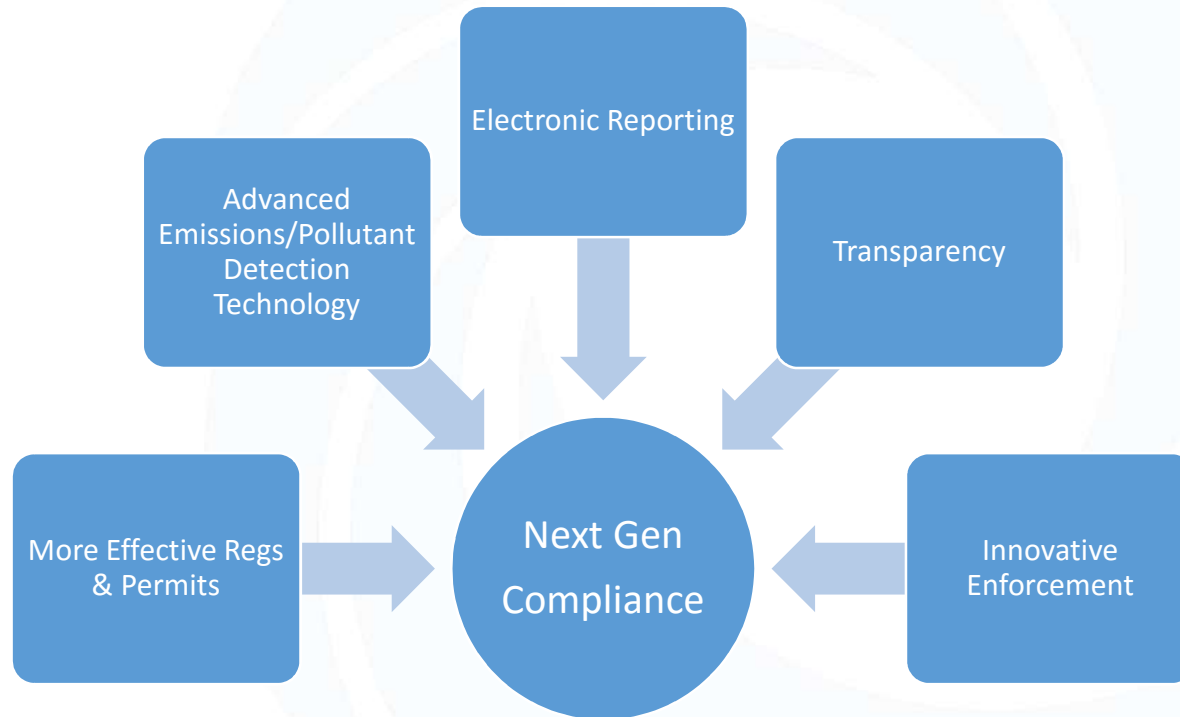 Electronic Reporting
Advanced
Emissions/Pollutant
Detection
Technology
Transparency
More Effective Regs
& Permits
Next Gen
Compliance
Innovative
Enforcement